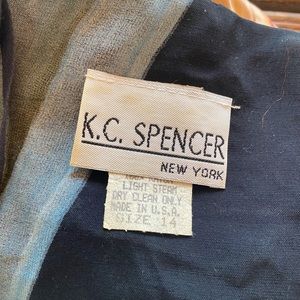 K.C. SPENCER
NEW YORK
LIGHT STEAM
DRY CLEAN ONLY
MADE IN U.S.A.
SIZE 14